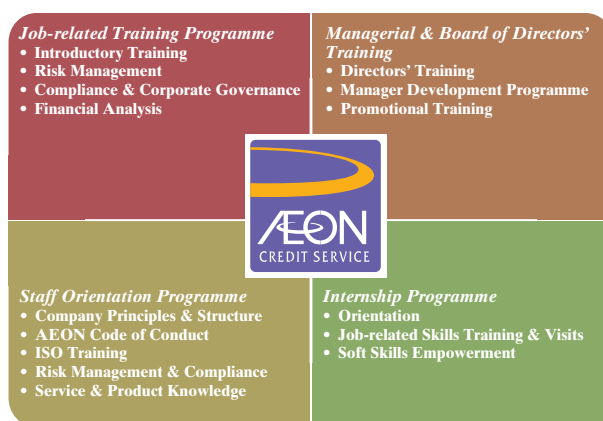 Job-related Training Programme
• Introductory Training
• Risk Management
• Compliance & Corporate Governance
• Financial Analysis
Managerial & Board of Directors’
Training
• Directors’ Training
• Manager Development Programme
• Promotional Training
ÆON
CREDIT SERVICE
Staff Orientation Programme
• Company Principles & Structure
• AEON Code of Conduct
• ISO Training
• Risk Management & Compliance
• Service & Product Knowledge
Internship Programme
• Orientation
• Job-related Skills Training & Visits
• Soft Skills Empowerment